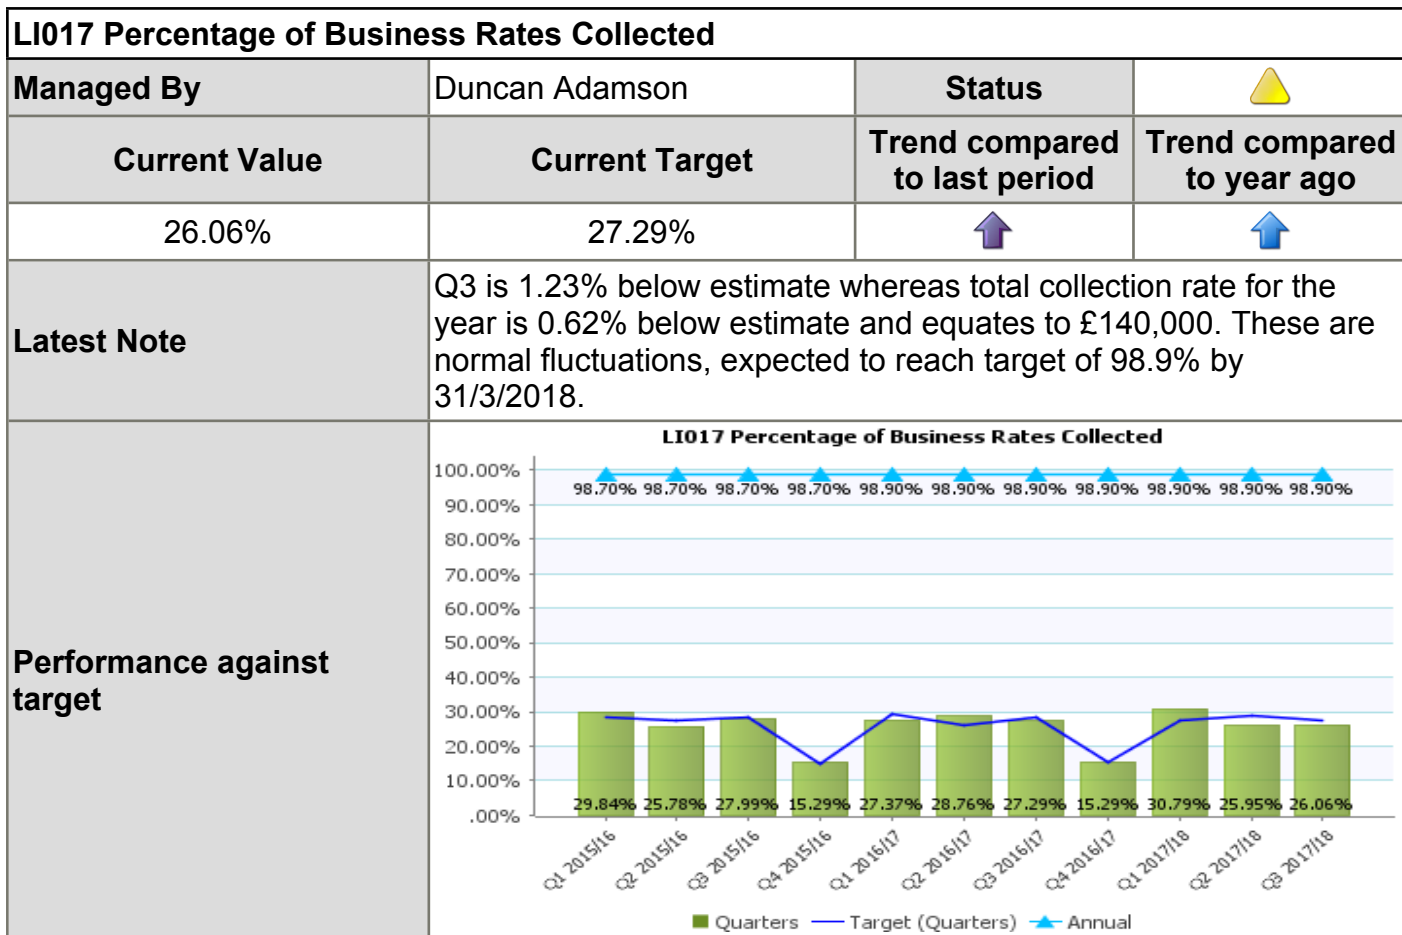 LI017 Percentage of Business Rates Collected
Managed By
Duncan Adamson
Status
Current Value
Current Target
Trend compared
to last period
Trend compared
to year ago
26.06%
27.29%
Latest Note
Q3 is 1.23% below estimate whereas total collection rate for the
year is 0.62% below estimate and equates to £140,000. These are
normal fluctuations, expected to reach target of 98.9% by
31/3/2018.
Performance against
target
LI017 Percentage of Business Rates Collected
100.00%
90.00%
80.00%
70.00%
60.00%
50.00%
40.00%
30.00%
20.00%
10.00%
.00%
98.70% 98.70% 98.70% 98.70% 98.90% 98.90% 98.90% 98.90% 98.90% 98.90% 98.90%
29.84% 25.78% 27.99% 15.29% 27.37% 28.76% 27.29% 15.29% 30.79% 25.95% 26.06%
Q1 2015/16
Q2 2015/16
Q3 2015/16
Q4 2015/16
Q1 2016/17
Q2 2016/17
Q3 2016/17
Q4 2016/17
Q1 2017/18
Q2 2017/18
Q3 2017/18
Quarters Target (Quarters) Annual